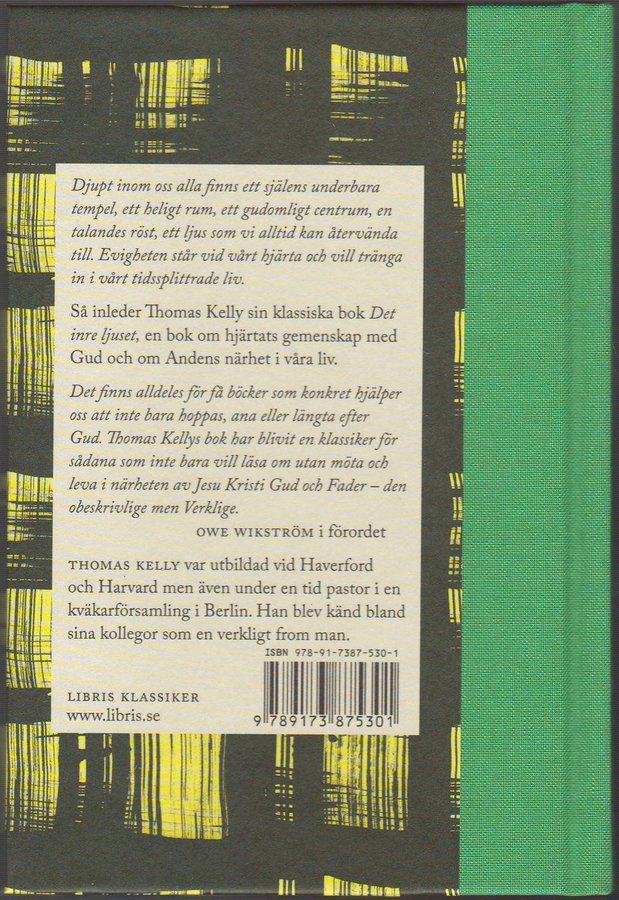 Djupt inom oss alla finns ett själens underbara
tempel, ett heligt rum, ett gudomligt centrum, en
talandes röst, ett ljus som vi alltid kan återvända
till. Evigheten står vid vårt hjärta och vill tränga
in i vårt tidssplittrade liv.
Så inleder Thomas Kelly sin klassiska bok Det
inre ljuset, en bok om hjärtats gemenskap med
Gud och om Andens närhet i våra liv.
Det finns alldeles för få böcker som konkret hjälper
oss att inte bara hoppas, ana eller längta efter
Gud. Thomas Kellys bok har blivit en klassiker för
sådana som inte bara vill läsa om utan möta och
leva i närheten av Jesu Kristi Gud och Fader – den
obeskrivlige men Verklige.
OWE WIKSTRÖM i förordet
THOMAS KELLY var utbildad vid Haverford
och Harvard men även under en tid pastor i en
kväkarförsamling i Berlin. Han blev känd bland
sina kollegor som en verkligt from man.
ISBN 978-91-7387-530-1
LIBRIS KLASSIKER
www.libris.se
9 789173 875301